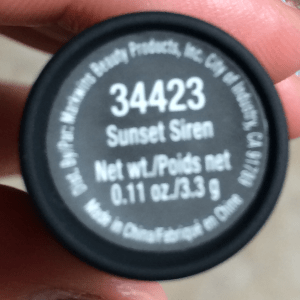 Dist. By/Par: Markwins Beauty Products, Inc. City of Industry, CA 91789
34423
Sunset Siren
Net wt./Poids net
0.11 oz./3.3 g
Made in China/Fabriqué en Chine